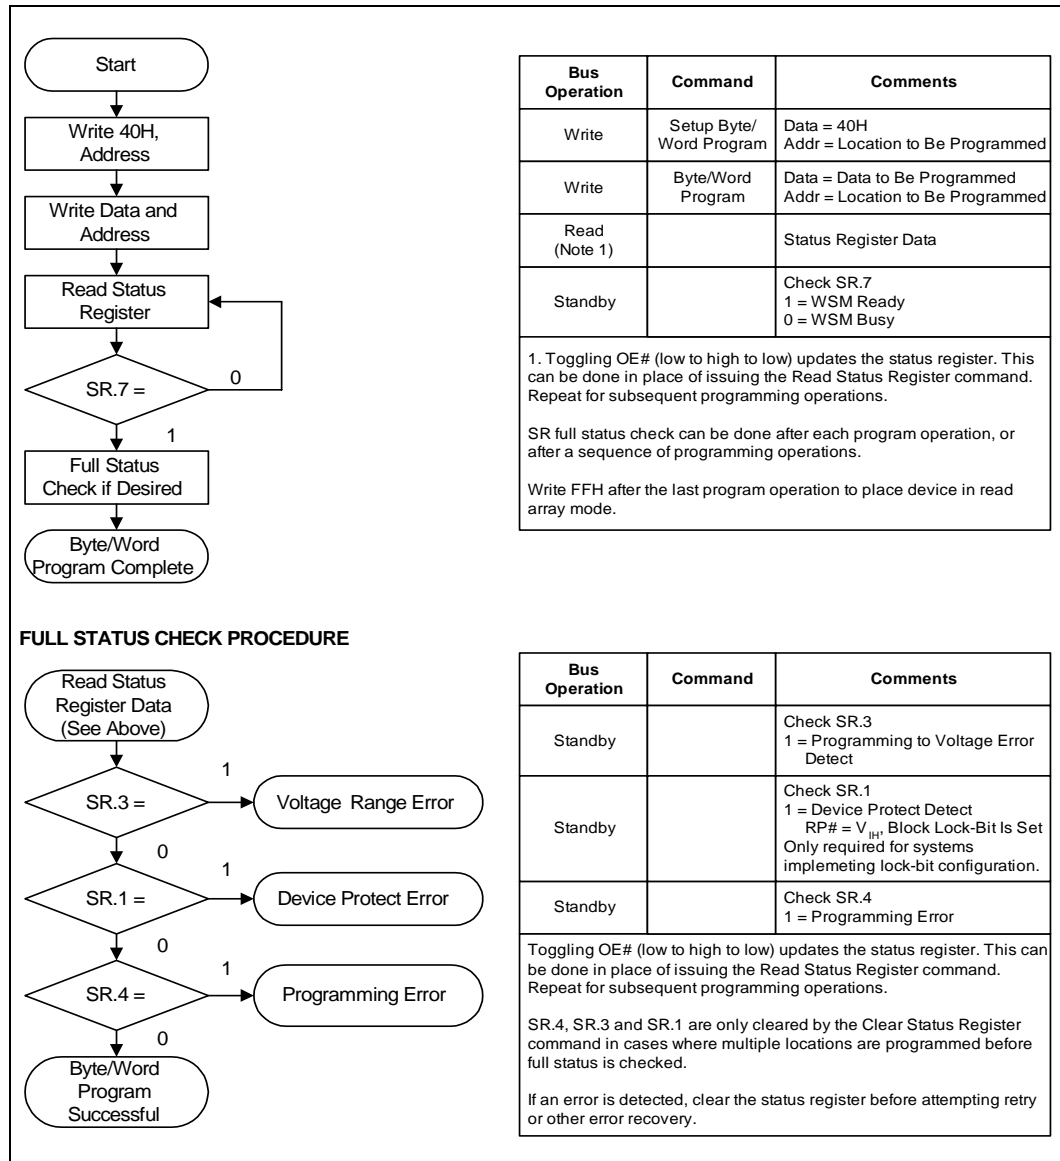 Start
Write 40H,
Address
Write Data and
Address
Read Status
Register
SR.7 =
0
1
Full Status
Check if Desired
Byte/Word
Program Complete
Bus
Operation
Command
Comments
Write
Setup Byte/
Word Program
Data = 40H
Addr = Location to Be Programmed
Write
Byte/Word
Program
Data = Data to Be Programmed
Addr = Location to Be Programmed
Read
(Note 1)
Status Register Data
Standby
Check SR.7
1 = WSM Ready
0 = WSM Busy
1. Toggling OE# (low to high to low) updates the status register. This
can be done in place of issuing the Read Status Register command.
Repeat for subsequent programming operations.
SR full status check can be done after each program operation, or
after a sequence of programming operations.
Write FFH after the last program operation to place device in read
array mode.
FULL STATUS CHECK PROCEDURE
Read Status
Register Data
(See Above)
SR.3 =
1
Voltage Range Error
0
SR.1 =
1
Device Protect Error
0
SR.4 =
1
Programming Error
0
Byte/Word
Program
Successful
Bus
Operation
Command
Comments
Standby
Check SR.3
1 = Programming to Voltage Error
Detect
Standby
Check SR.1
1 = Device Protect Detect
RP# = VIH, Block Lock-Bit Is Set
Only required for systems
implemeting lock-bit configuration.
Standby
Check SR.4
1 = Programming Error
Toggling OE# (low to high to low) updates the status register. This can
be done in place of issuing the Read Status Register command.
Repeat for subsequent programming operations.
SR.4, SR.3 and SR.1 are only cleared by the Clear Status Register
command in cases where multiple locations are programmed before
full status is checked.
If an error is detected, clear the status register before attempting retry
or other error recovery.